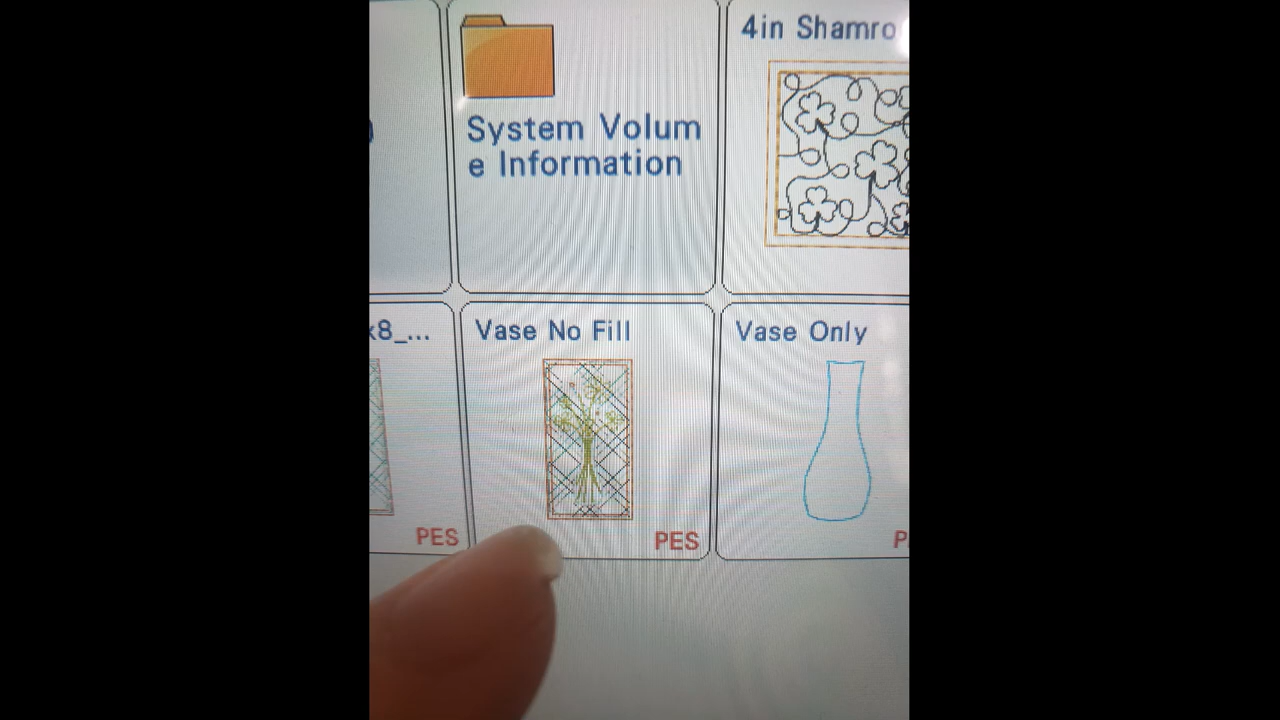 System Volum
e Information
4in Shamro
x8_...
Vase No Fill
Vase Only
PES
PES
P